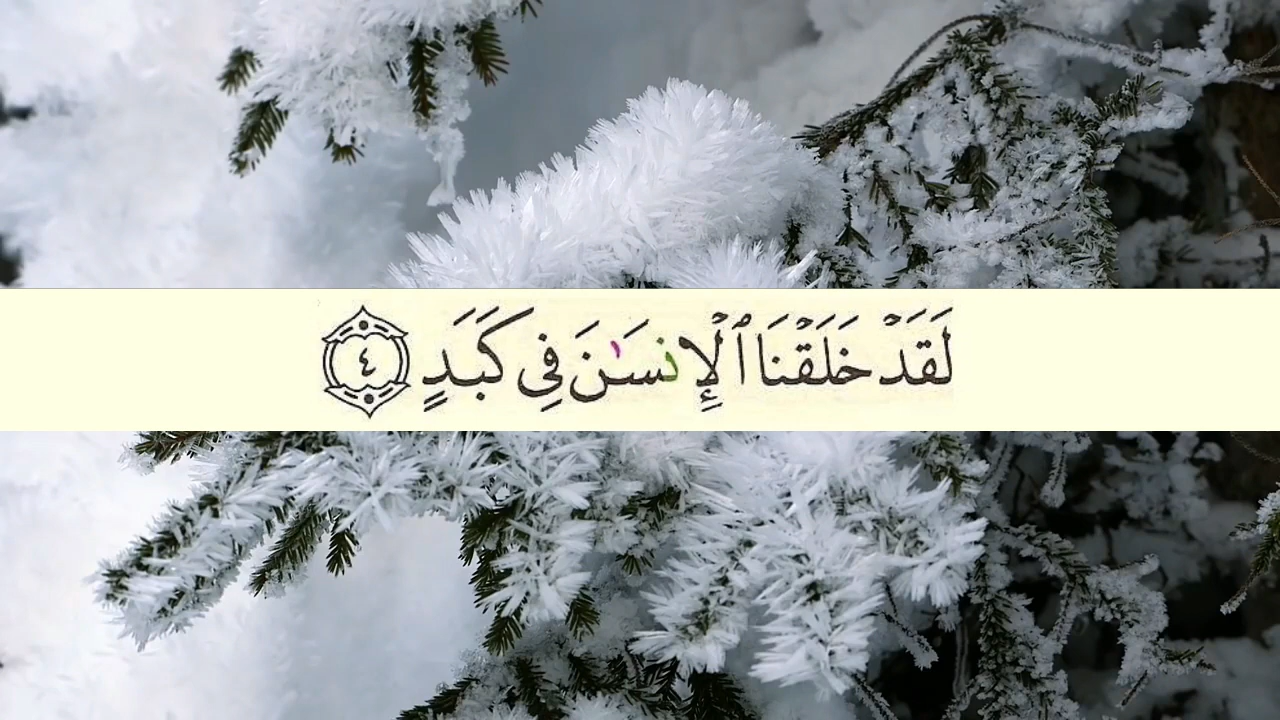 لَقَدْ خَلَقْنَا ٱلْإِنسَـٰنَ فِى كَبَدٍ ٤